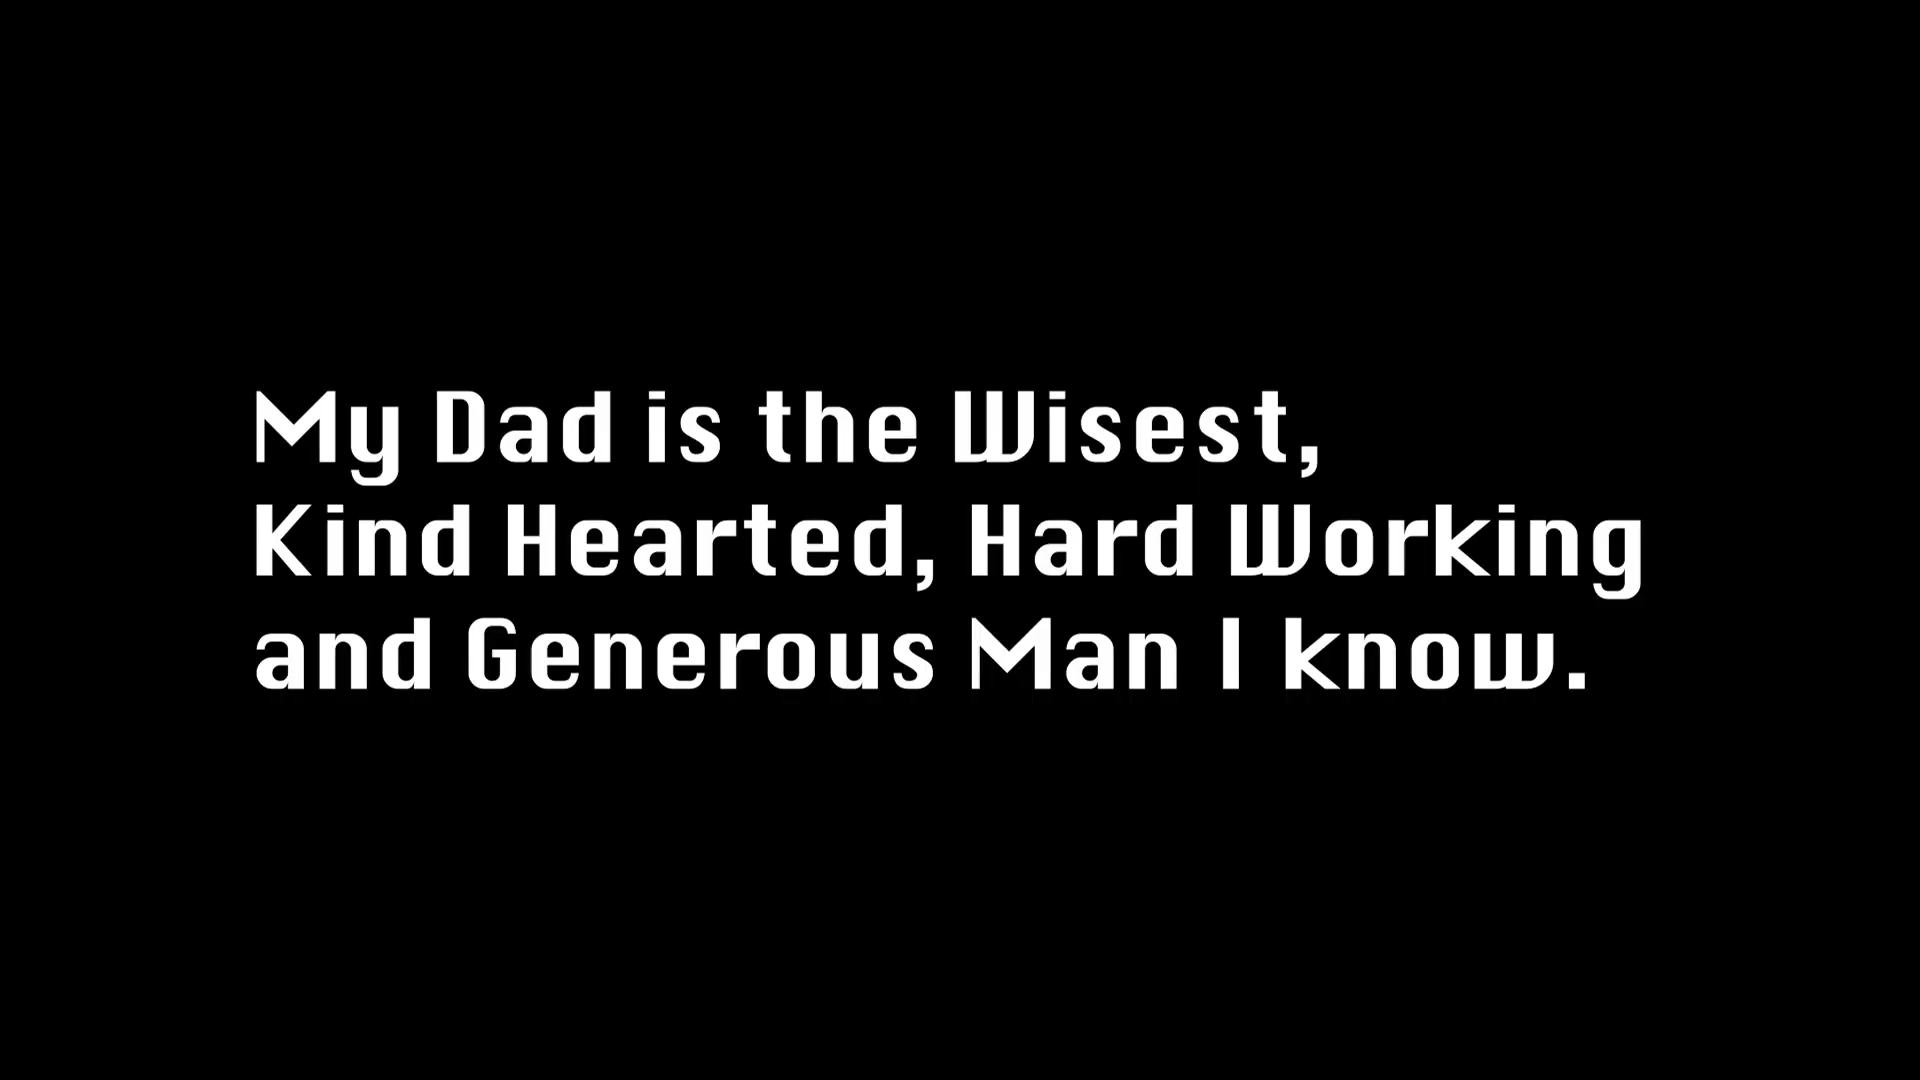 My Dad is the Wisest,
Kind Hearted, Hard Working
and Generous Man I know.